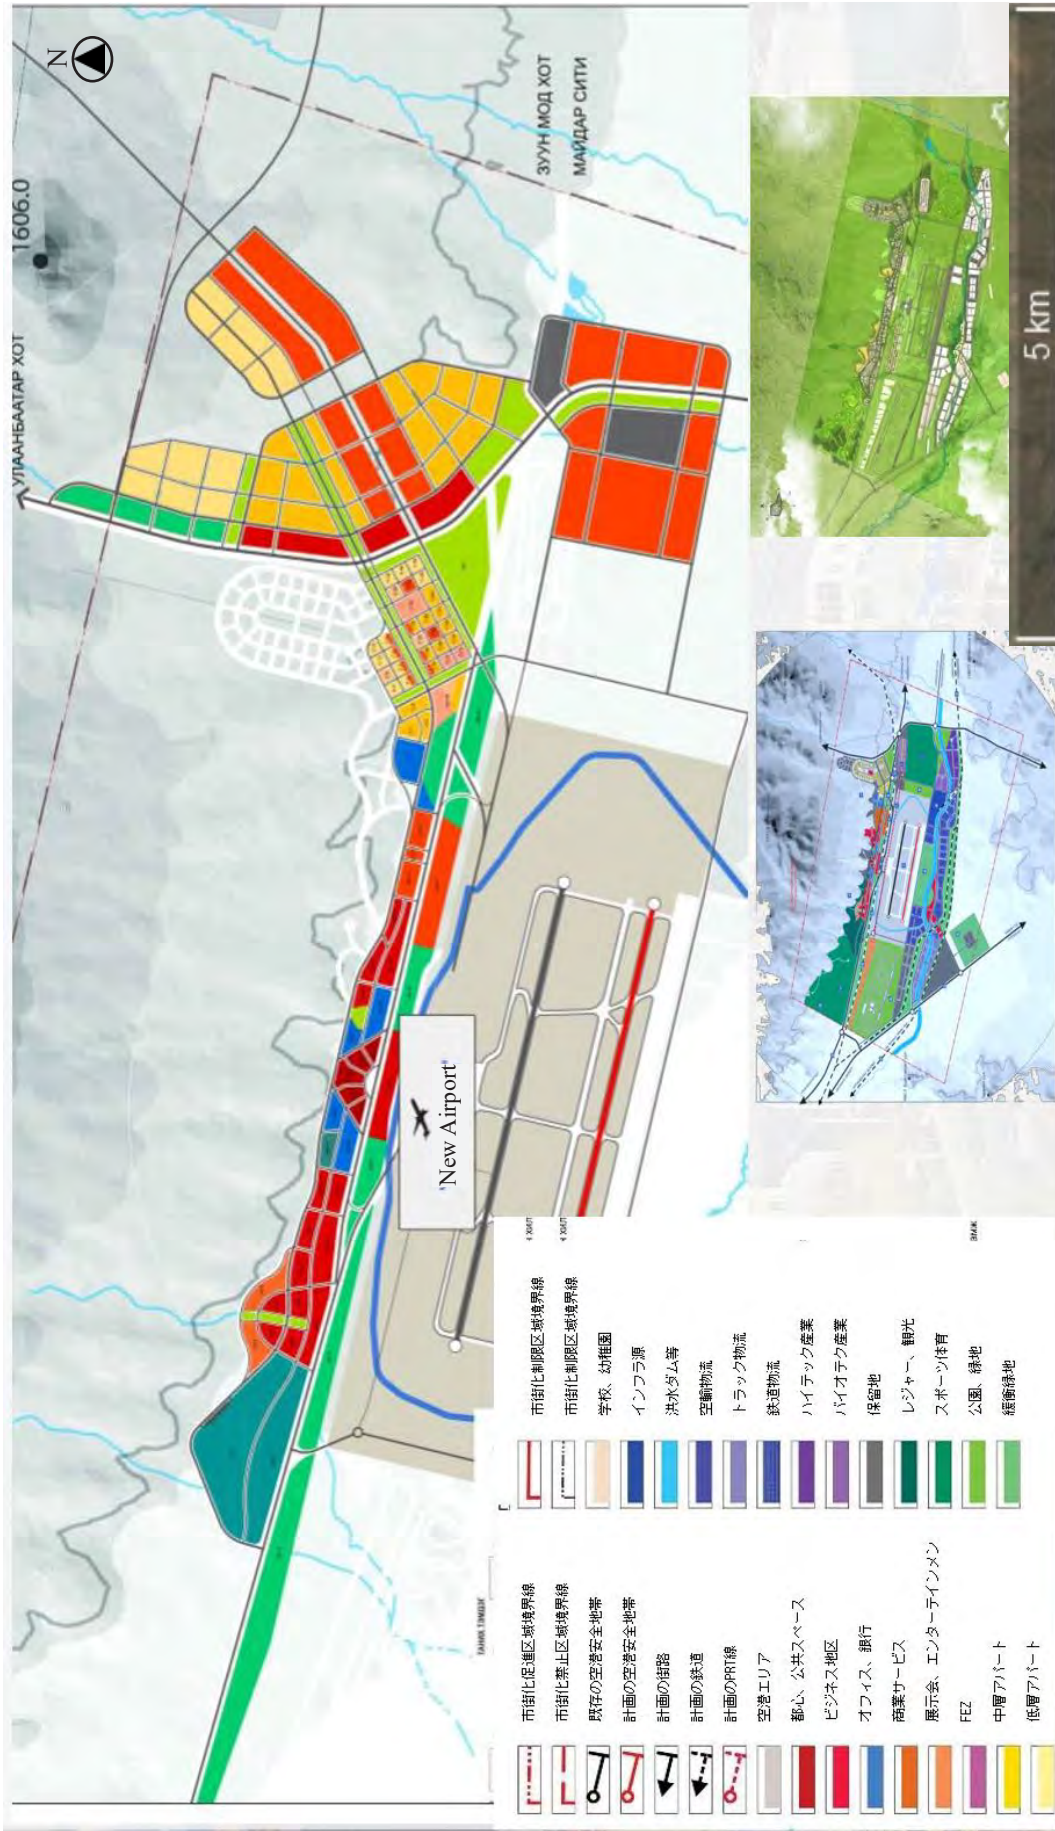 N
1606.0
УЛААНБААТАР ХОТ
ЗУУН МОД ХОТ
МАЙДАР СИТИ
"New Airport"
5 km
ТАНИХ ТЭМДЭГ
市街化促進区域境界線
市街化禁止区域境界線
既存の空港安全地帯
計画の空港安全地帯
計画の街路
計画の鉄道
計画のPRT線
空港エリア
都心、公共スペース
ビジネス地区
オフィス、銀行
商業サービス
展示会、エンターテインメン
FEZ
中層アパート
低層アパート
市街化制限区域境界線
市街化制限区域境界線
学校、幼稚園
インフラ源
洪水ダム等
空輸物流
トラック物流
鉄道物流
ハイテック産業
バイオテク産業
保留地
レジャー、観光
スポーツ体育
公園、緑地
緩衝緑地